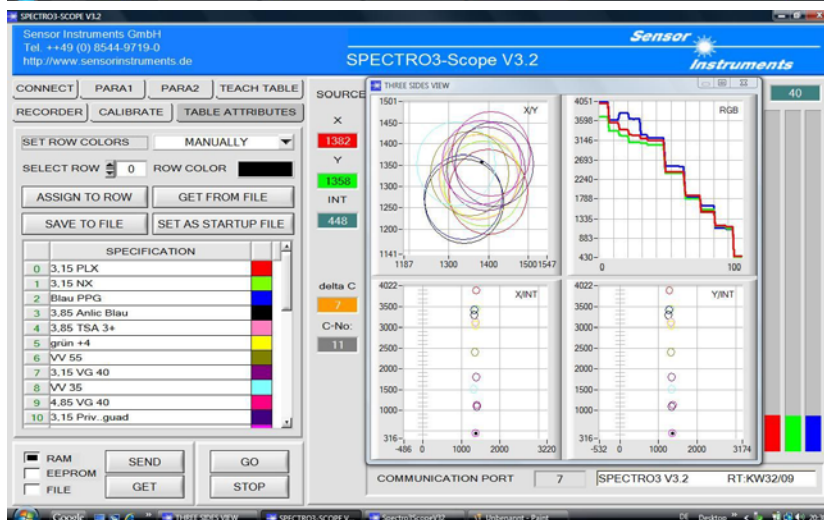 SPECTRO3-SCOPE V3.2
Sensor Instruments GmbH
Tel. ++49 (0) 8544-9719-0
http://www.sensorinstruments.de
SPECTRO3-Scope V3.2
Sensor
Instruments
CONNECT PARA1 PARA2 TEACH TABLE
RECORDER CALIBRATE TABLE ATTRIBUTES
SET ROW COLORS MANUALLY
SELECT ROW 0 ROW COLOR
ASSIGN TO ROW GET FROM FILE
SAVE TO FILE SET AS STARTUP FILE
SPECIFICATION
0 3,15 PLX
1 3,15 NX
2 Blau PPG
3 3,85 Anlic Blau
4 3,85 TSA 3+
5 grün +4
6 VV 55
7 3,15 VG 40
8 VV 35
9 4,85 VG 40
10 3,15 Priv..guad
RAM
EEPROM
FILE
SEND GO
GET STOP
SOURCE
X
1382
Y
1358
INT
448
delta C
7
C-No:
11
THREE SIDES VIEW
X/Y
1501
1450
1400
1350
1300
1250
1200
1141
1187 1300 1400 1500 1547
RGB
4051
3598
3146
2693
2240
1788
1335
883
430
0 100
X/INT
4022
3500
3000
2500
2000
1500
1000
316
-486 0 1000 2000 3220
Y/INT
4022
3500
3000
2500
2000
1500
1000
316
-532 0 1000 2000 3174
40
COMMUNICATION PORT 7 SPECTRO3 V3.2 RT:KW32/09
Google THREE SIDES VIEW SPECTRO3-SCOPE V... Spectro3ScopeV32 Unbenannt - Paint DE Desktop